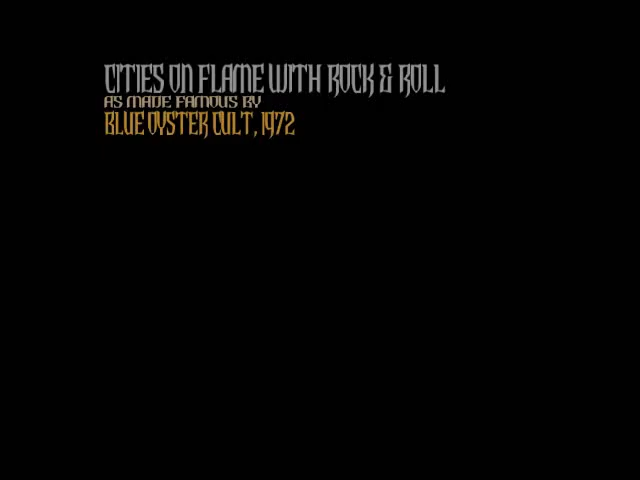 CITIES ON FLAME WITH ROCK & ROLL
AS MADE FAMOUS BY
BLUE OYSTER CULT, 1972